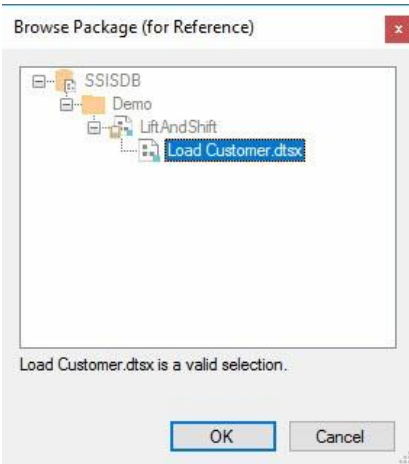 Browse Package (for Reference)
x
SSISDB
Demo
LiftAndShift
Load Customer.dtsx
Load Customer.dtsx is a valid selection.
OK
Cancel